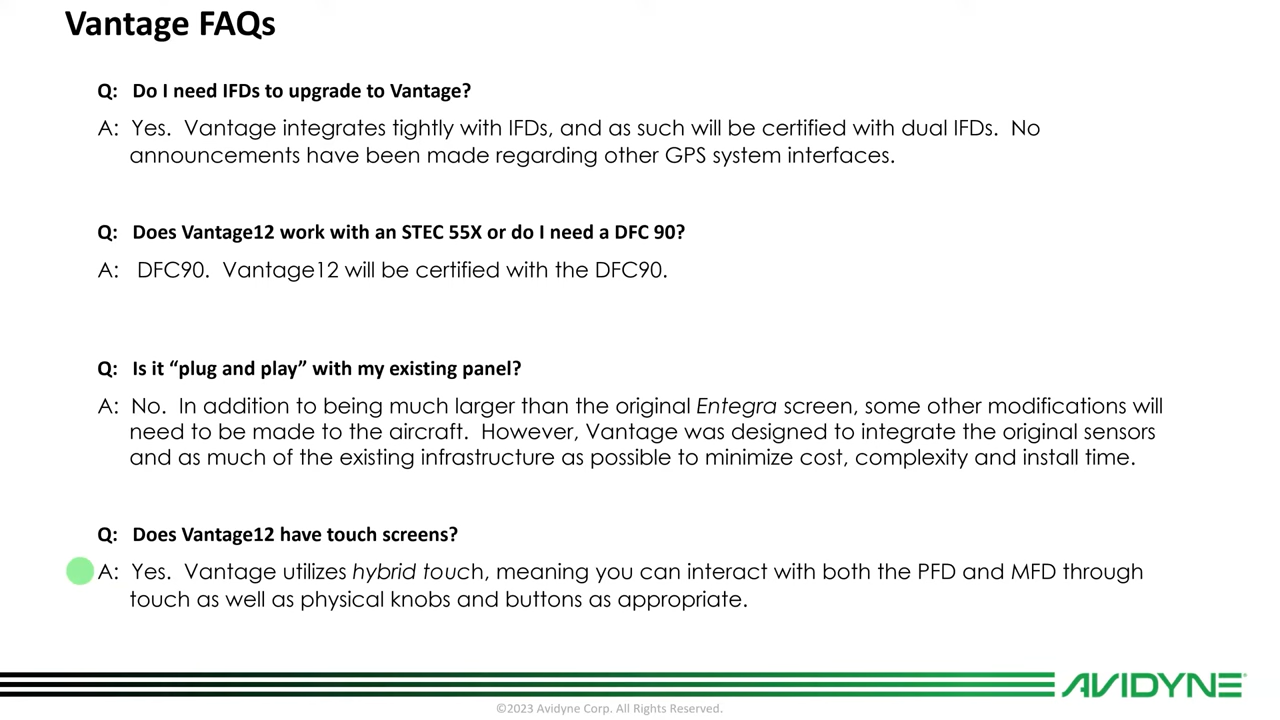 Vantage FAQs
Q: Do I need IFDs to upgrade to Vantage?
A: Yes. Vantage integrates tightly with IFDs, and as such will be certified with dual IFDs. No
announcements have been made regarding other GPS system interfaces.
Q: Does Vantage12 work with an STEC 55X or do I need a DFC 90?
A: DFC90. Vantage12 will be certified with the DFC90.
Q: Is it “plug and play” with my existing panel?
A: No. In addition to being much larger than the original Entegra screen, some other modifications will
need to be made to the aircraft. However, Vantage was designed to integrate the original sensors
and as much of the existing infrastructure as possible to minimize cost, complexity and install time.
Q: Does Vantage12 have touch screens?
A: Yes. Vantage utilizes hybrid touch, meaning you can interact with both the PFD and MFD through
touch as well as physical knobs and buttons as appropriate.
AVIDYNE
©2023 Avidyne Corp. All Rights Reserved.